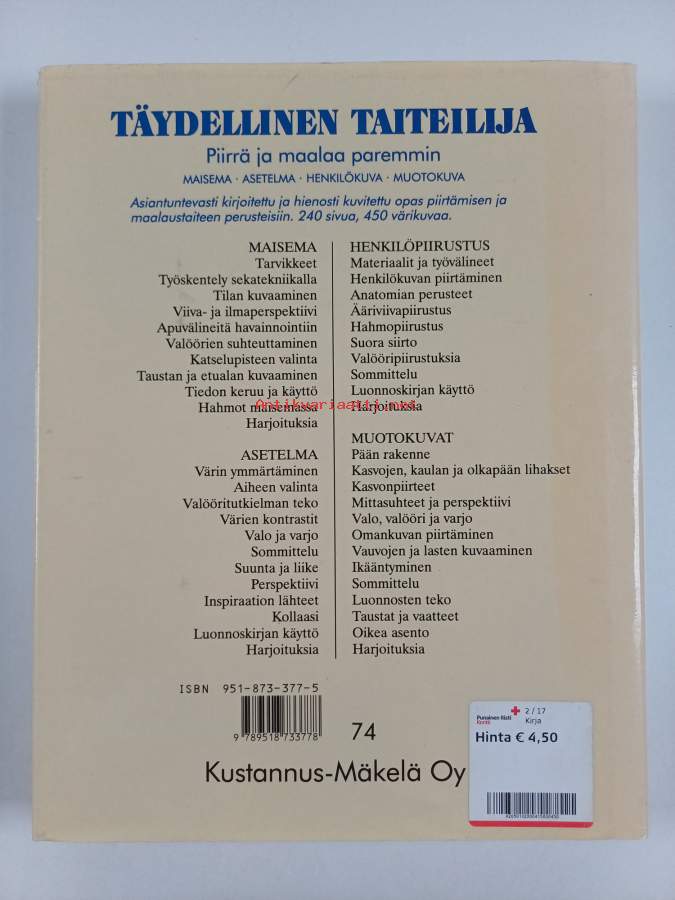 TÄYDELLINEN TAITEILIJA
Piirrä ja maalaa paremmin
MAISEMA · ASETELMA · HENKILÖKUVA · MUOTOKUVA
Asiantuntevasti kirjoitettu ja hienosti kuvitettu opas piirtämisen ja
maalaustaiteen perusteisiin. 240 sivua, 450 värikuvaa.
MAISEMA
Tarvikkeet
Työskentely sekatekniikalla
Tilan kuvaaminen
Viiva- ja ilmaperspektiivi
Apuvälineitä havainnointiin
Valöörien suhteuttaminen
Katselupisteen valinta
Taustan ja etualan kuvaaminen
Tiedon keruu ja käyttö
Hahmot maisemassa
Harjoituksia
ASETELMA
Värin ymmärtäminen
Aiheen valinta
Valööritutkielman teko
Värien kontrastit
Valo ja varjo
Sommittelu
Suunta ja liike
Perspektiivi
Inspiraation lähteet
Kollaasi
Luonnoskirjan käyttö
Harjoituksia
HENKILÖPIIRUSTUS
Materiaalit ja työvälineet
Henkilökuvan piirtäminen
Anatomian perusteet
Ääriviivapiirustus
Hahmopiirustus
Suora siirto
Valööripiirustuksia
Sommittelu
Luonnoskirjan käyttö
Harjoituksia
MUOTOKUVAT
Pään rakenne
Kasvojen, kaulan ja olkapään lihakset
Kasvonpiirteet
Mittasuhteet ja perspektiivi
Valo, valööri ja varjo
Omankuvan piirtäminen
Vauvojen ja lasten kuvaaminen
Ikääntyminen
Sommittelu
Luonnosten teko
Taustat ja vaatteet
Oikea asento
Harjoituksia
Antikvariaatti.net
ISBN 951-873-377-5
9 789518 733778
74
Kustannus-Mäkelä Oy
Punainen Risti
Kontti
2 / 17
Kirja
Hinta € 4,50